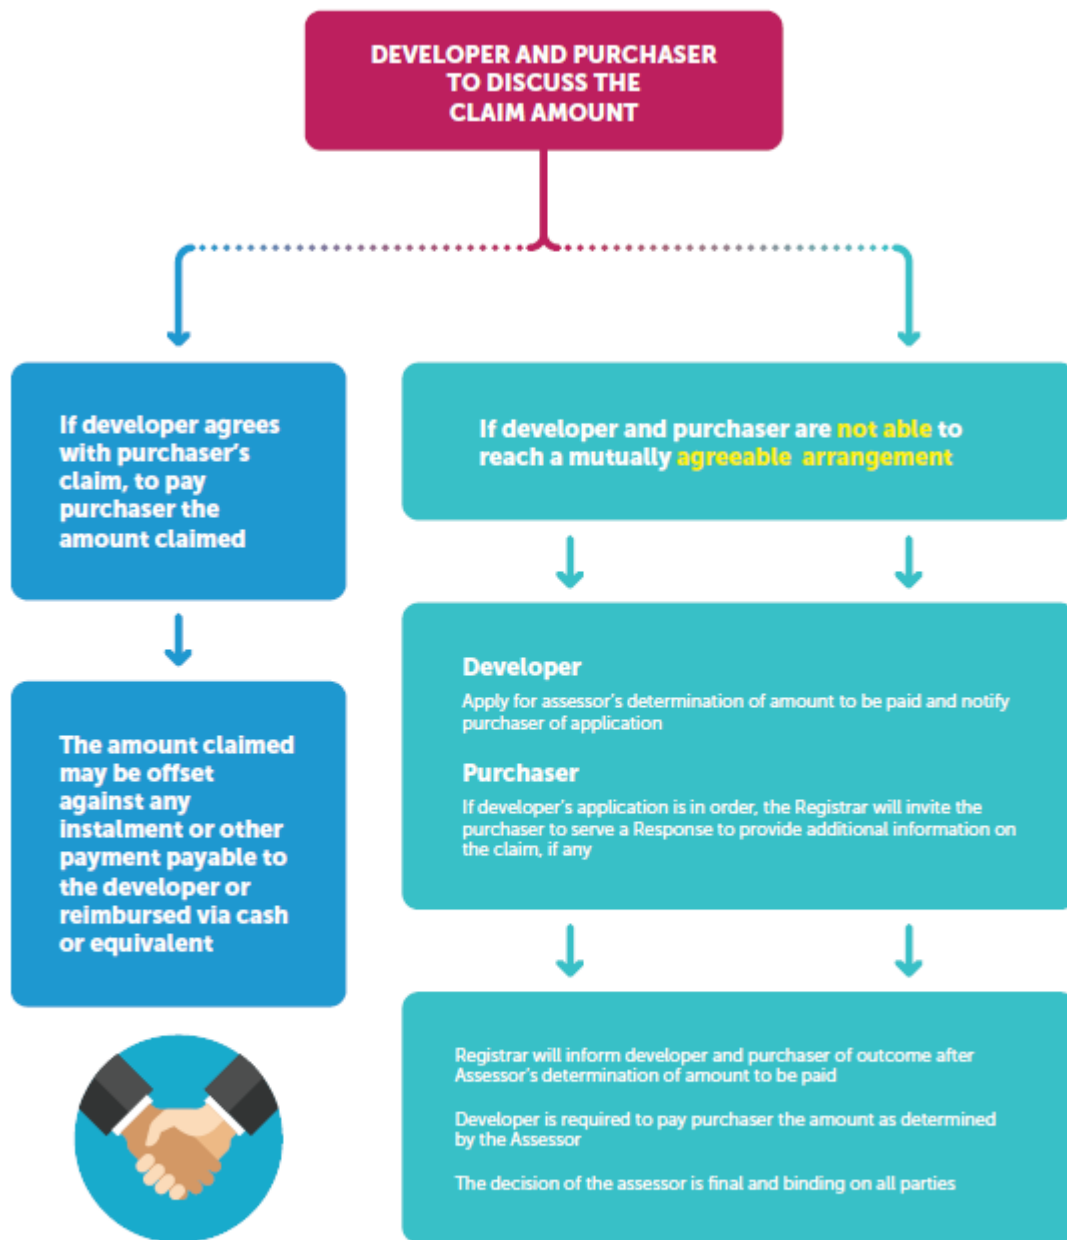 DEVELOPER AND PURCHASER
TO DISCUSS THE
CLAIM AMOUNT
If developer agrees
with purchaser's
claim, to pay
purchaser the
amount claimed
The amount claimed
may be offset
against any
instalment or other
payment payable to
the developer or
reimbursed via cash
or equivalent
If developer and purchaser are not able to
reach a mutually agreeable arrangement
Developer
Apply for assessor's determination of amount to be paid and notify
purchaser of application
Purchaser
If developer's application is in order, the Registrar will invite the
purchaser to serve a Response to provide additional information on
the claim, if any
Registrar will inform developer and purchaser of outcome after
Assessor's determination of amount to be paid
Developer is required to pay purchaser the amount as determined
by the Assessor
The decision of the assessor is final and binding on all parties